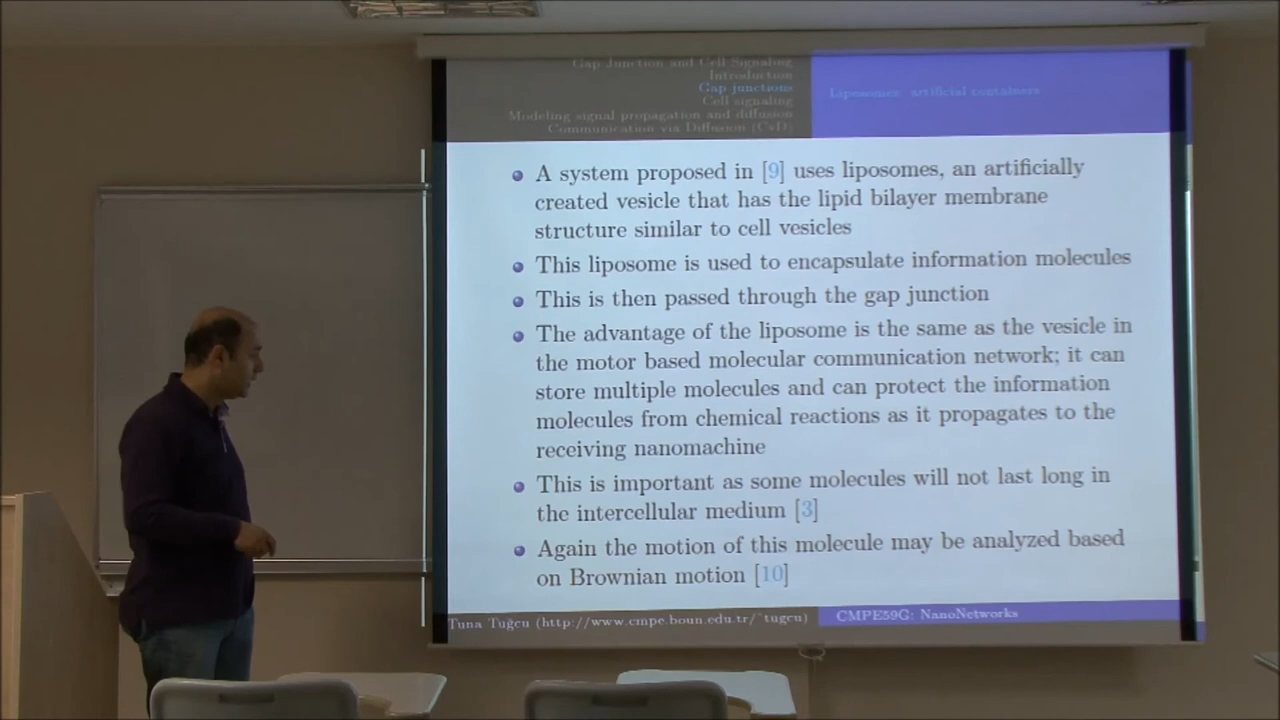 Gap Junction and Cell Signaling
Introduction
Gap junctions
Cell signaling
Modeling signal propagation and diffusion
Communication via Diffusion (CvD)
Liposomes: artificial containers
A system proposed in [9] uses liposomes, an artificially
created vesicle that has the lipid bilayer membrane
structure similar to cell vesicles
This liposome is used to encapsulate information molecules
This is then passed through the gap junction
The advantage of the liposome is the same as the vesicle in
the motor based molecular communication network; it can
store multiple molecules and can protect the information
molecules from chemical reactions as it propagates to the
receiving nanomachine
This is important as some molecules will not last long in
the intercellular medium [3]
Again the motion of this molecule may be analyzed based
on Brownian motion [10]
Tuna Tuğcu (http://www.cmpe.boun.edu.tr/~tugcu)
CMPE59G: NanoNetworks